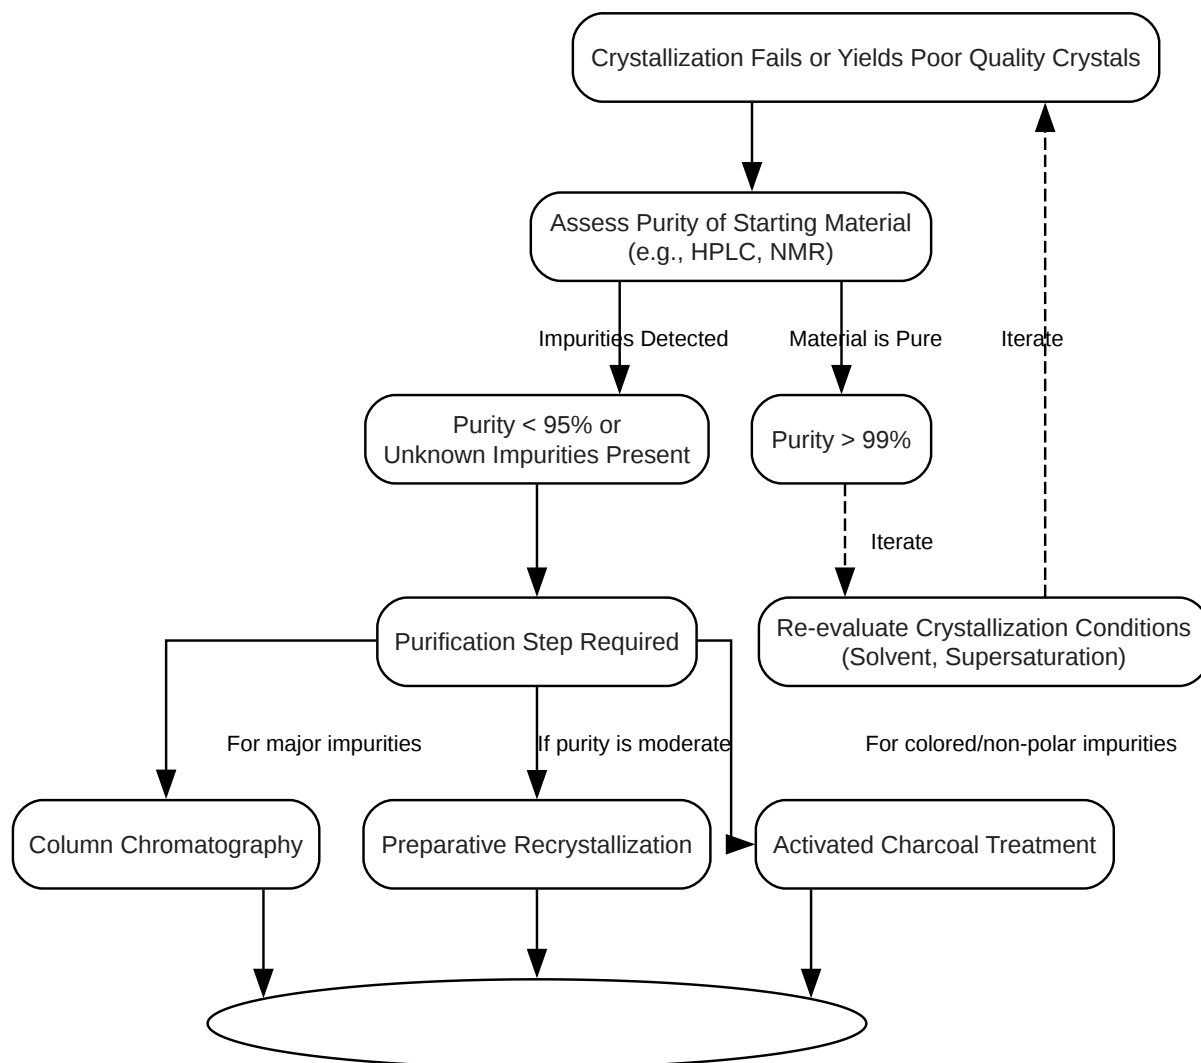 Crystallization Fails or Yields Poor Quality Crystals
Assess Purity of Starting Material
(e.g., HPLC, NMR)
Impurities Detected
Material is Pure
Iterate
Purity < 95% or
Unknown Impurities Present
Purity > 99%
Iterate
Purification Step Required
Re-evaluate Crystallization Conditions
(Solvent, Supersaturation)
For major impurities
If purity is moderate
For colored/non-polar impurities
Column Chromatography
Preparative Recrystallization
Activated Charcoal Treatment